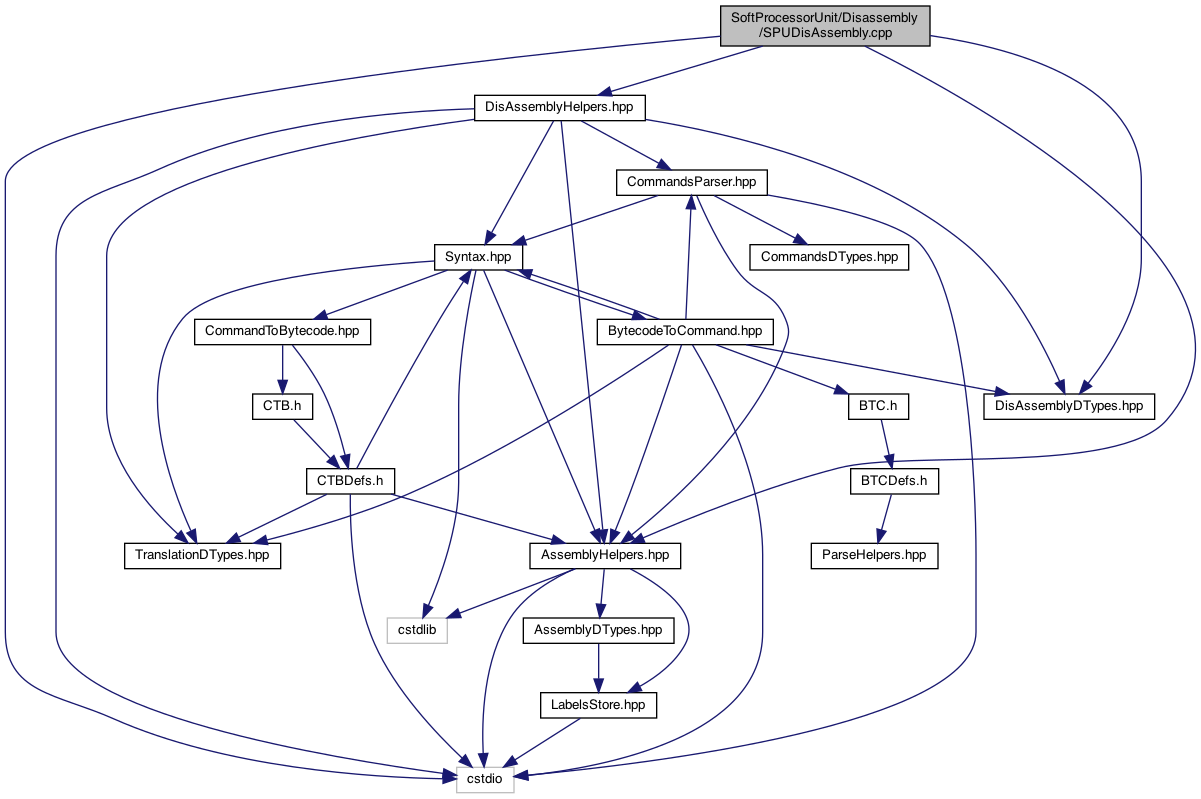 SoftProcessorUnit/Disassembly
/SPUDisAssembly.cpp
DisAssemblyHelpers.hpp
CommandsParser.hpp
Syntax.hpp
CommandsDTypes.hpp
CommandToBytecode.hpp
BytecodeToCommand.hpp
CTB.h
BTC.h
DisAssemblyDTypes.hpp
CTBDefs.h
BTCDefs.h
TranslationDTypes.hpp
AssemblyHelpers.hpp
ParseHelpers.hpp
cstdlib
AssemblyDTypes.hpp
LabelsStore.hpp
cstdio